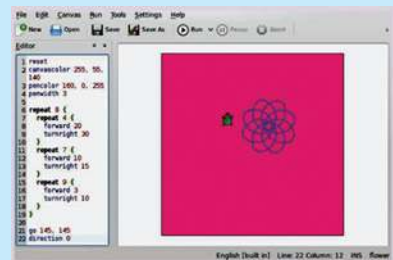 File Edit Canvas Run Tools Settings Help
New Open Save Save As Run Pause Abort
Editor
1 reset
2 canvascolor 255, 55,
140
3 pencolor 160, 0, 255
4 penwidth 3
5
6 repeat 8 {
7 repeat 4 {
8 forward 20
9 turnright 30
10 }
11 repeat 7 {
12 forward 10
13 turnright 15
14 }
15 repeat 9 {
16 forward 3
17 turnright 10
18 }
19 }
20
21 go 145, 145
22 direction 0
English [built in] Line: 22 Column: 12 INS flower